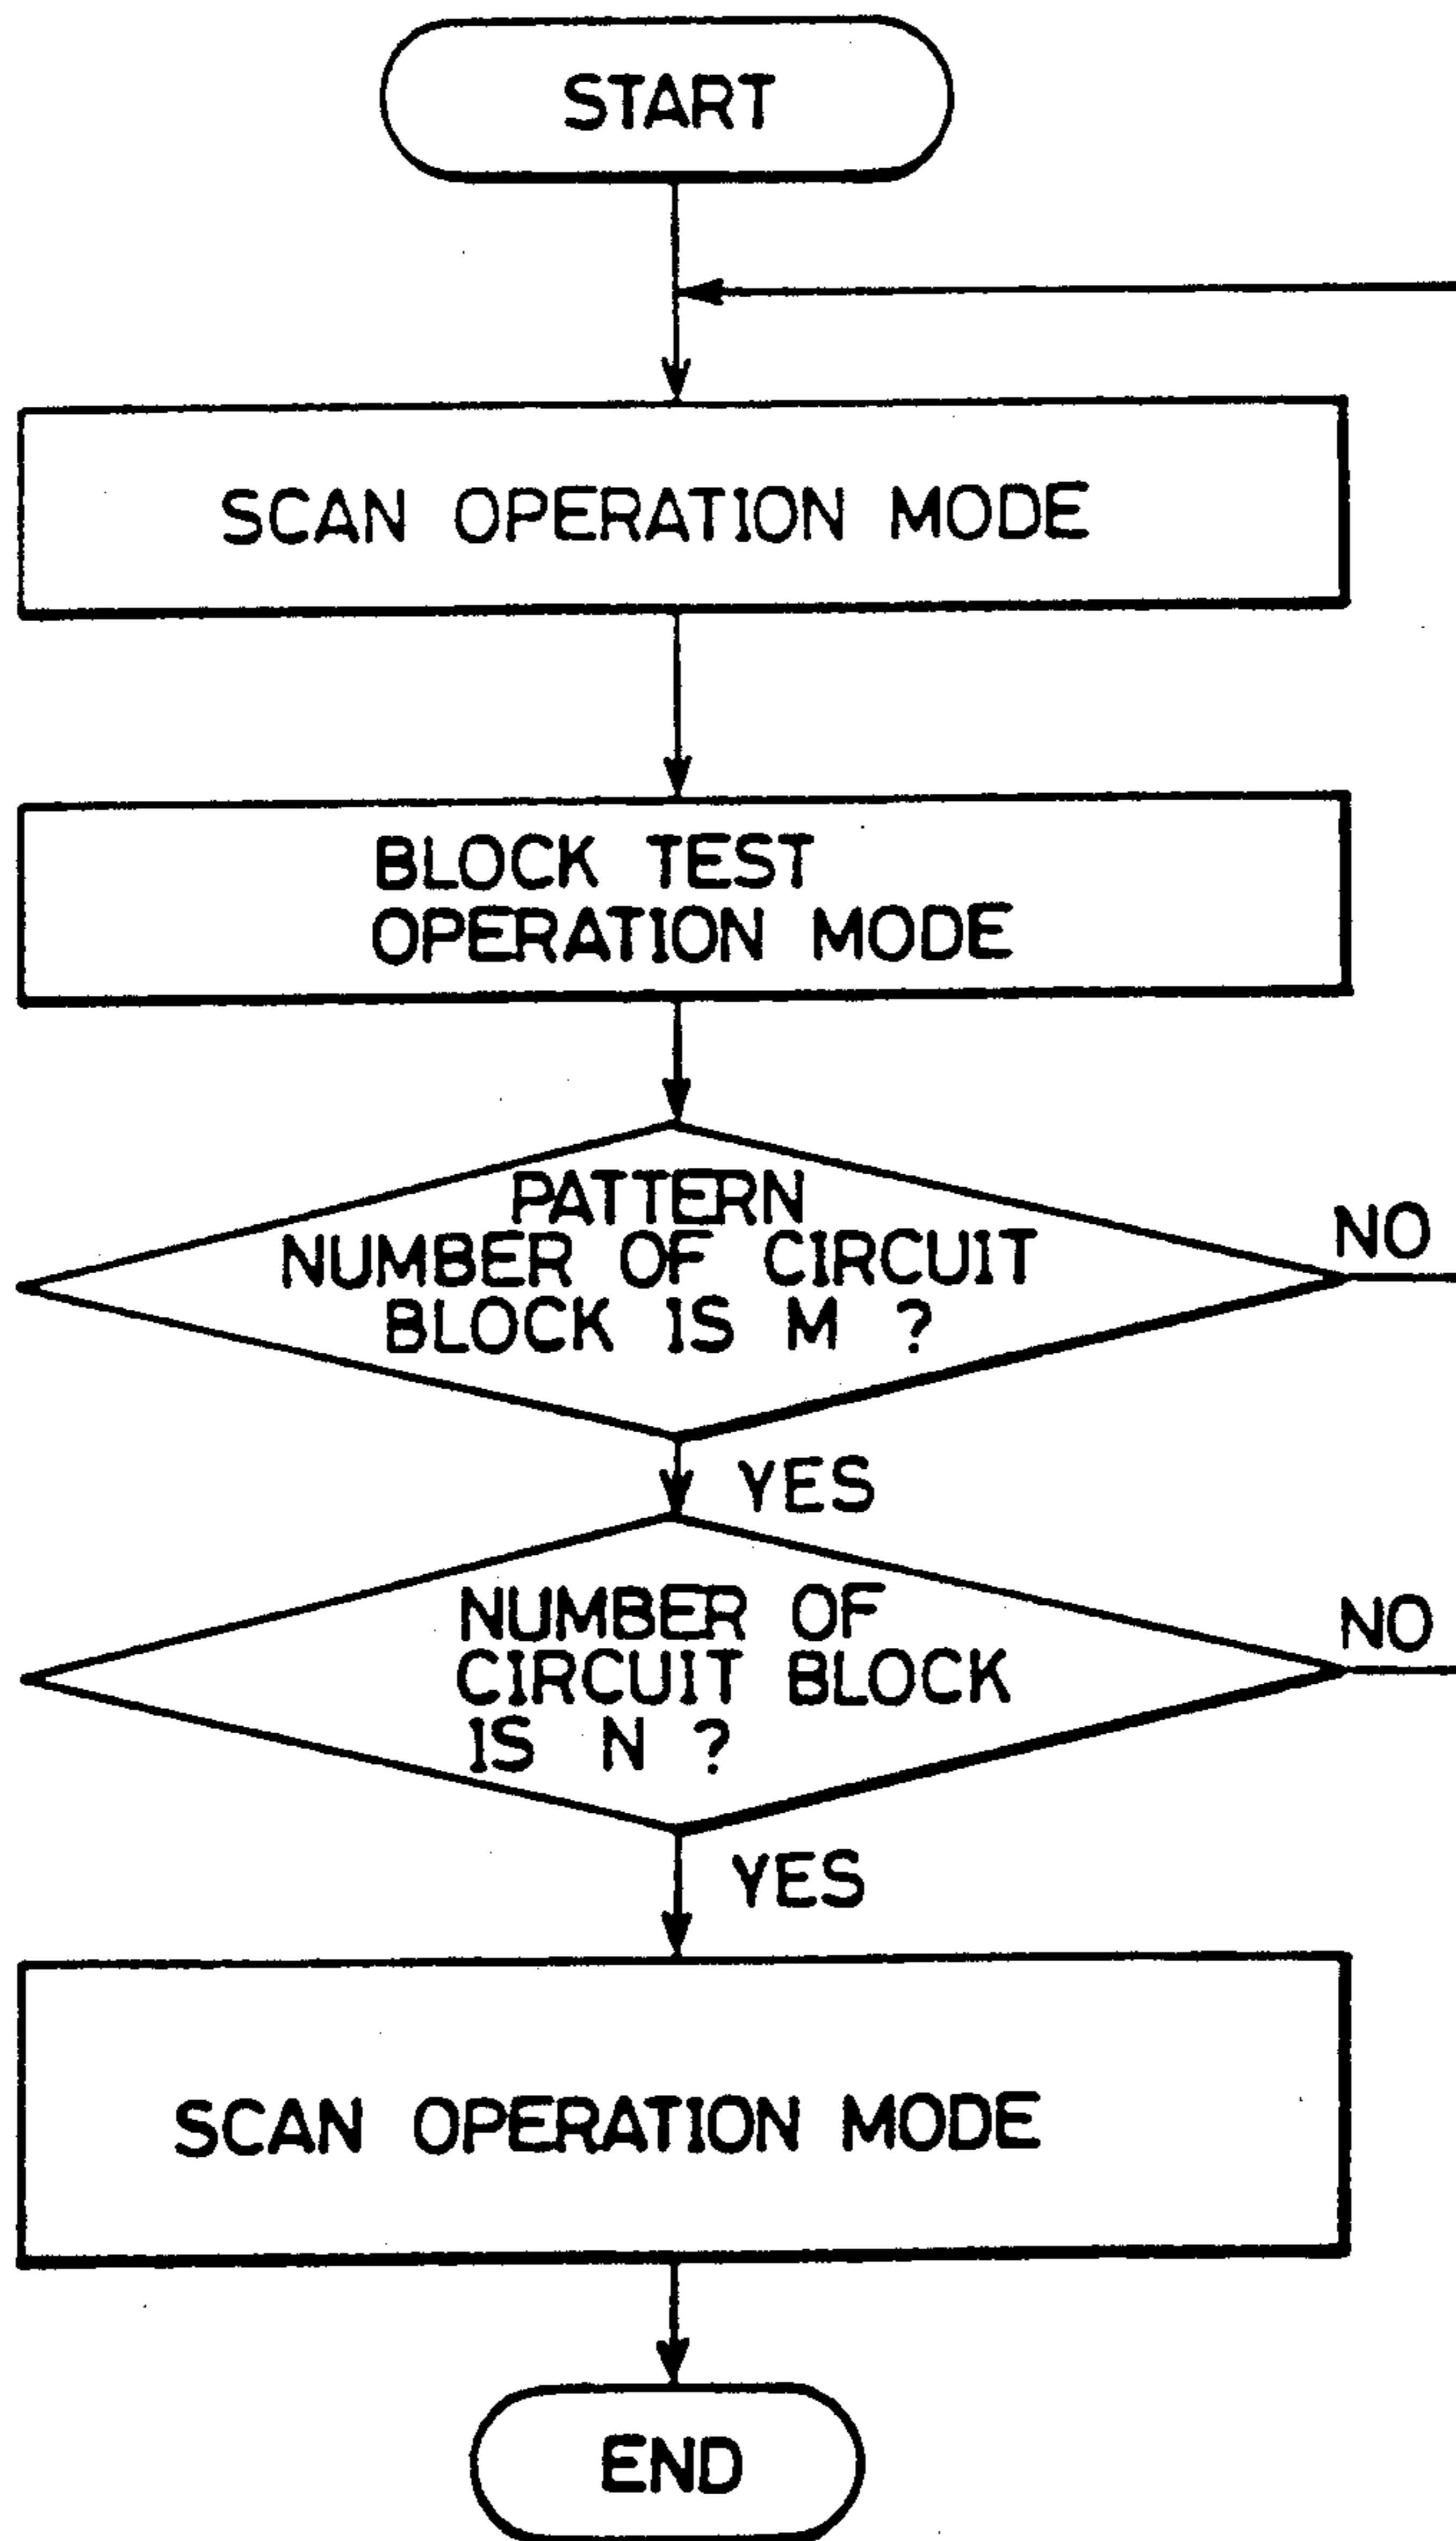 START
SCAN OPERATION MODE
BLOCK TEST
OPERATION MODE
PATTERN
NUMBER OF CIRCUIT
BLOCK IS M ?
NO
YES
NUMBER OF
CIRCUIT BLOCK
IS N ?
NO
YES
SCAN OPERATION MODE
END